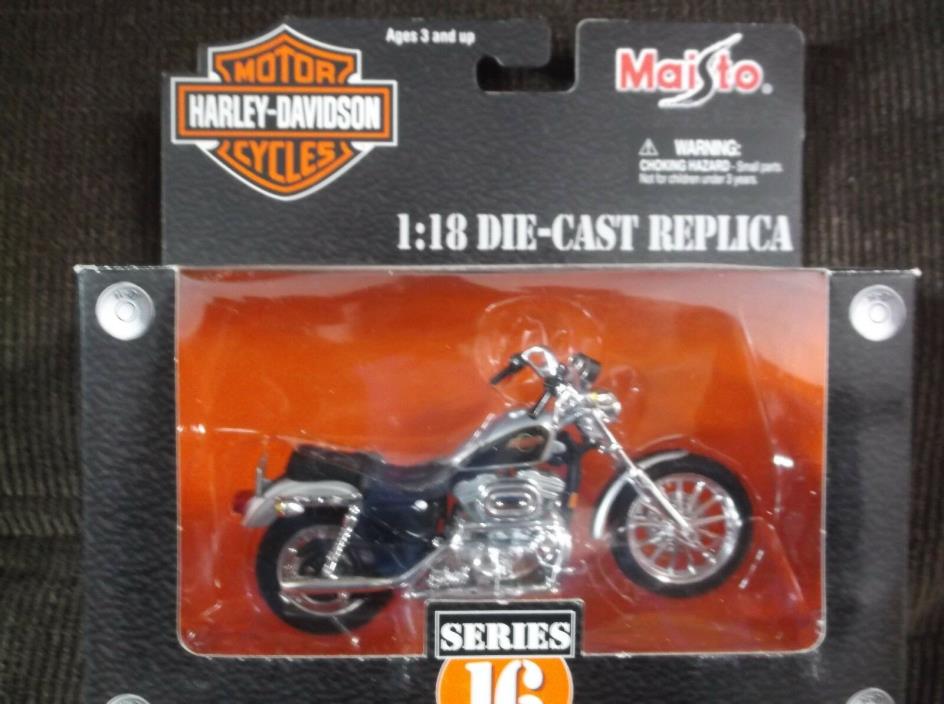 Ages 3 and up
MOTOR
HARLEY-DAVIDSON
CYCLES
Maisto®
WARNING:
CHOKING HAZARD - Small parts.
Not for children under 3 years.
1:18 DIE-CAST REPLICA
SERIES
16